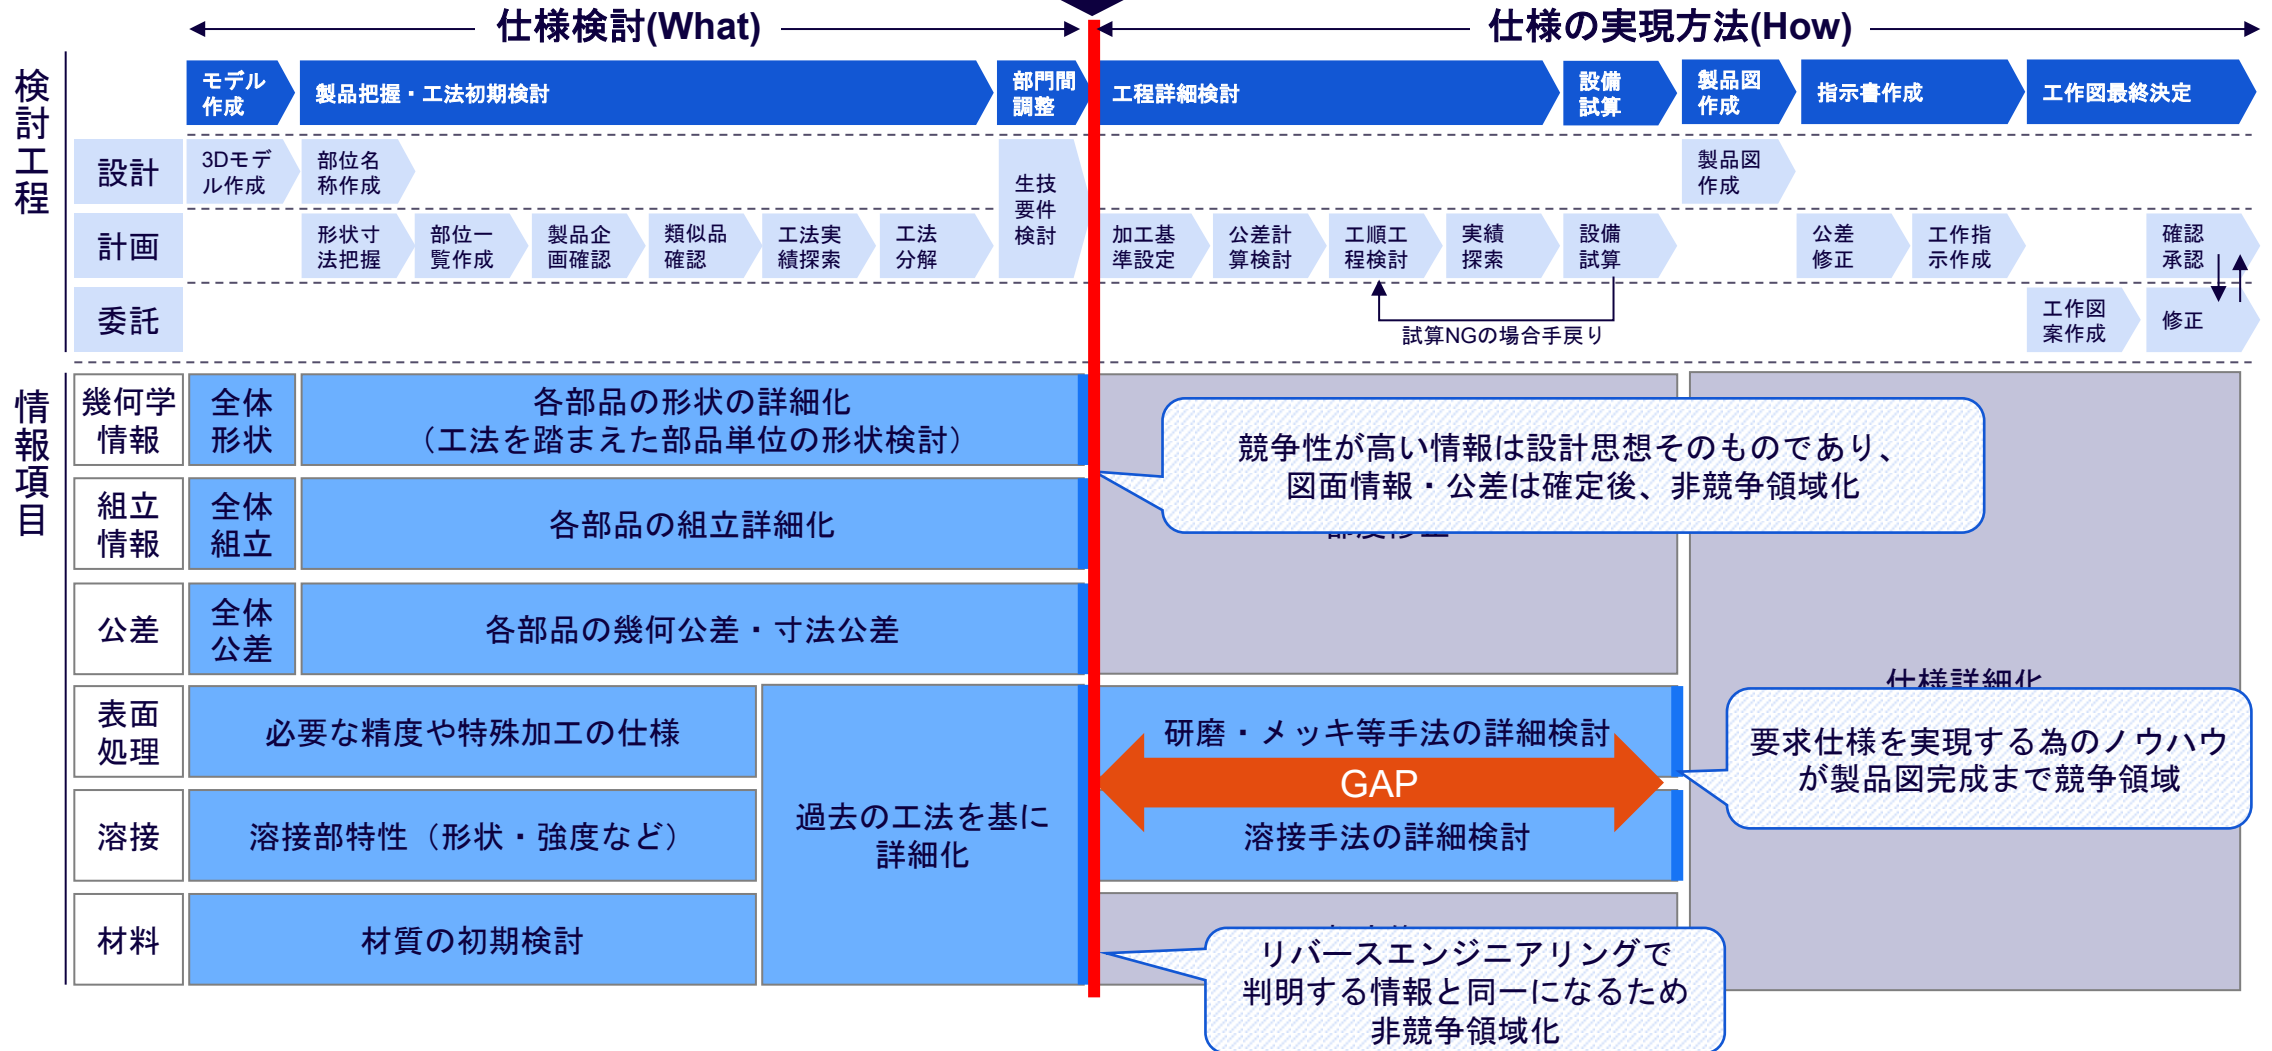 仕様検討(What)
仕様の実現方法(How)
検討工程
モデル
作成
製品把握・工法初期検討
部門間
調整
工程詳細検討
設備
試算
製品図
作成
指示書作成
工作図最終決定
設計
3Dモデ
ル作成
部位名
称作成
生技
要件
検討
製品図
作成
計画
形状寸
法把握
部位一
覧作成
製品企
画確認
類似品
確認
工法実
績探索
工法
分解
加工基
準設定
公差計
算検討
工順工
程検討
実績
探索
設備
試算
公差
修正
工作指
示作成
確認
承認
委託
試算NGの場合手戻り
工作図
案作成
修正
情報項目
幾何学
情報
全体
形状
各部品の形状の詳細化
（工法を踏まえた部品単位の形状検討）
競争性が高い情報は設計思想そのものであり、
図面情報・公差は確定後、非競争領域化
組立
情報
全体
組立
各部品の組立詳細化
公差
全体
公差
各部品の幾何公差・寸法公差
仕様詳細化
表面
処理
必要な精度や特殊加工の仕様
過去の工法を基に
詳細化
研磨・メッキ等手法の詳細検討
GAP
要求仕様を実現する為のノウハウ
が製品図完成まで競争領域
溶接
溶接部特性（形状・強度など）
溶接手法の詳細検討
材料
材質の初期検討
リバースエンジニアリングで
判明する情報と同一になるため
非競争領域化